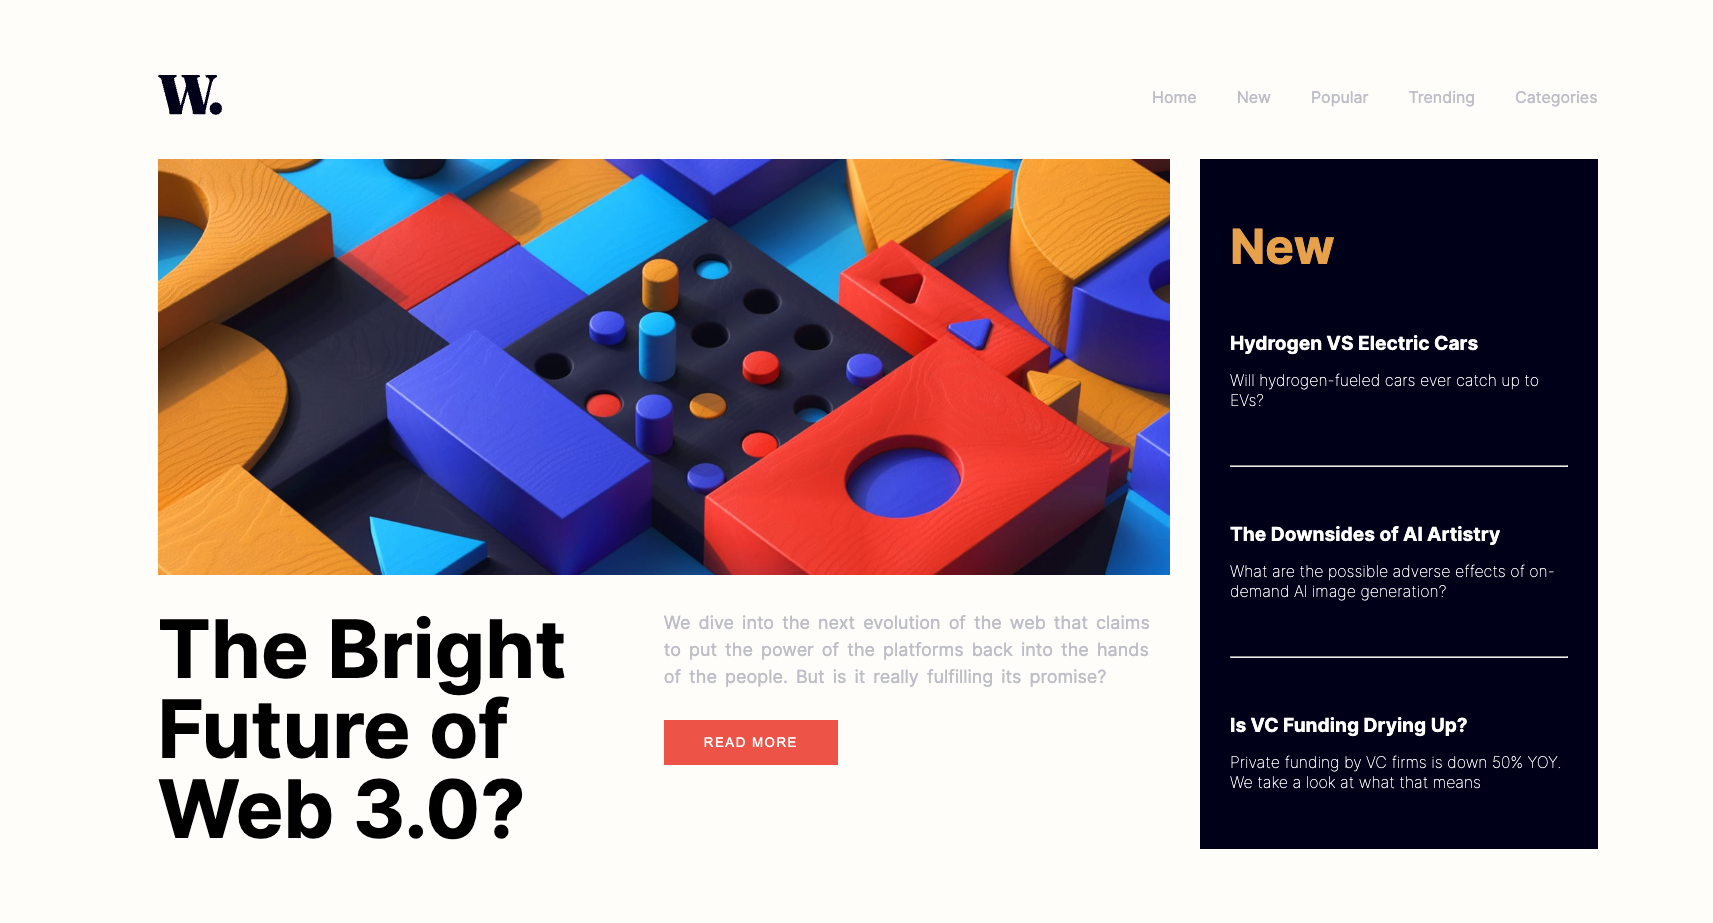 W.
Home
New
Popular
Trending
Categories
The Bright
Future of
Web 3.0?
We dive into the next evolution of the web that claims
to put the power of the platforms back into the hands
of the people. But is it really fulfilling its promise?
READ MORE
New
Hydrogen VS Electric Cars
Will hydrogen-fueled cars ever catch up to
EVs?
The Downsides of AI Artistry
What are the possible adverse effects of on-
demand AI image generation?
Is VC Funding Drying Up?
Private funding by VC firms is down 50% YOY.
We take a look at what that means